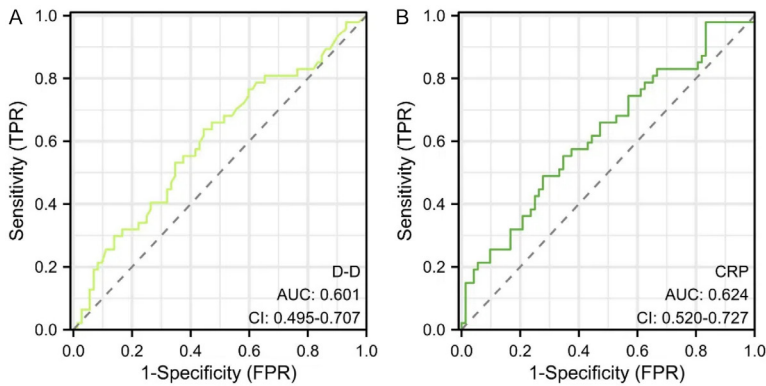 A
Sensitivity (TPR)
1.0
0.8
0.6
0.4
0.2
0.0
D-D
AUC: 0.601
CI: 0.495-0.707
0.0 0.2 0.4 0.6 0.8 1.0
1-Specificity (FPR)
B
Sensitivity (TPR)
1.0
0.8
0.6
0.4
0.2
0.0
CRP
AUC: 0.624
CI: 0.520-0.727
0.0 0.2 0.4 0.6 0.8 1.0
1-Specificity (FPR)